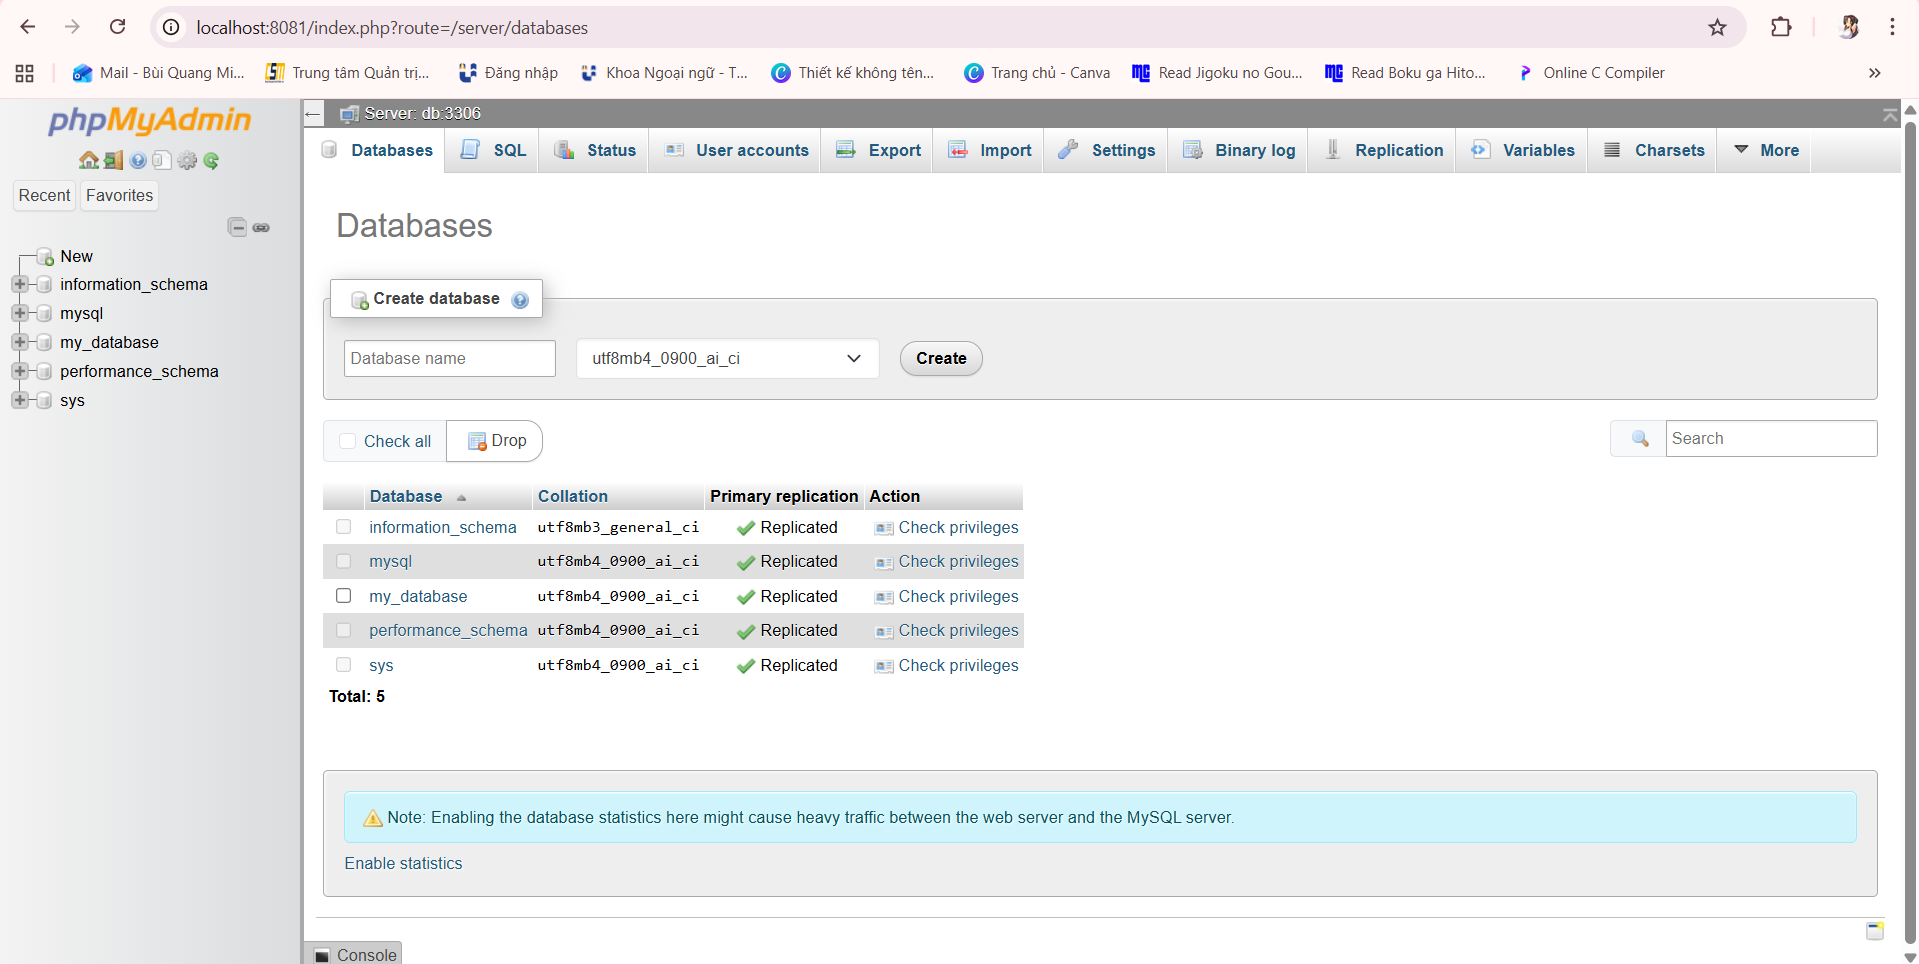 localhost:8081/index.php?route=/server/databases
Mail - Bùi Quang Mi...
Trung tâm Quản trị...
Đăng nhập
Khoa Ngoại ngữ - T...
Thiết kế không tên...
Trang chủ - Canva
Read Jigoku no Gou...
Read Boku ga Hito...
Online C Compiler
phpMyAdmin
Recent
Favorites
New
information_schema
mysql
my_database
performance_schema
sys
Server: db:3306
Databases
SQL
Status
User accounts
Export
Import
Settings
Binary log
Replication
Variables
Charsets
More
Databases
Create database
Database name
utf8mb4_0900_ai_ci
Create
Check all
Drop
Search
Database Collation Primary replication Action
information_schema utf8mb3_general_ci Replicated Check privileges
mysql utf8mb4_0900_ai_ci Replicated Check privileges
my_database utf8mb4_0900_ai_ci Replicated Check privileges
performance_schema utf8mb4_0900_ai_ci Replicated Check privileges
sys utf8mb4_0900_ai_ci Replicated Check privileges
Total: 5
Note: Enabling the database statistics here might cause heavy traffic between the web server and the MySQL server.
Enable statistics
Console